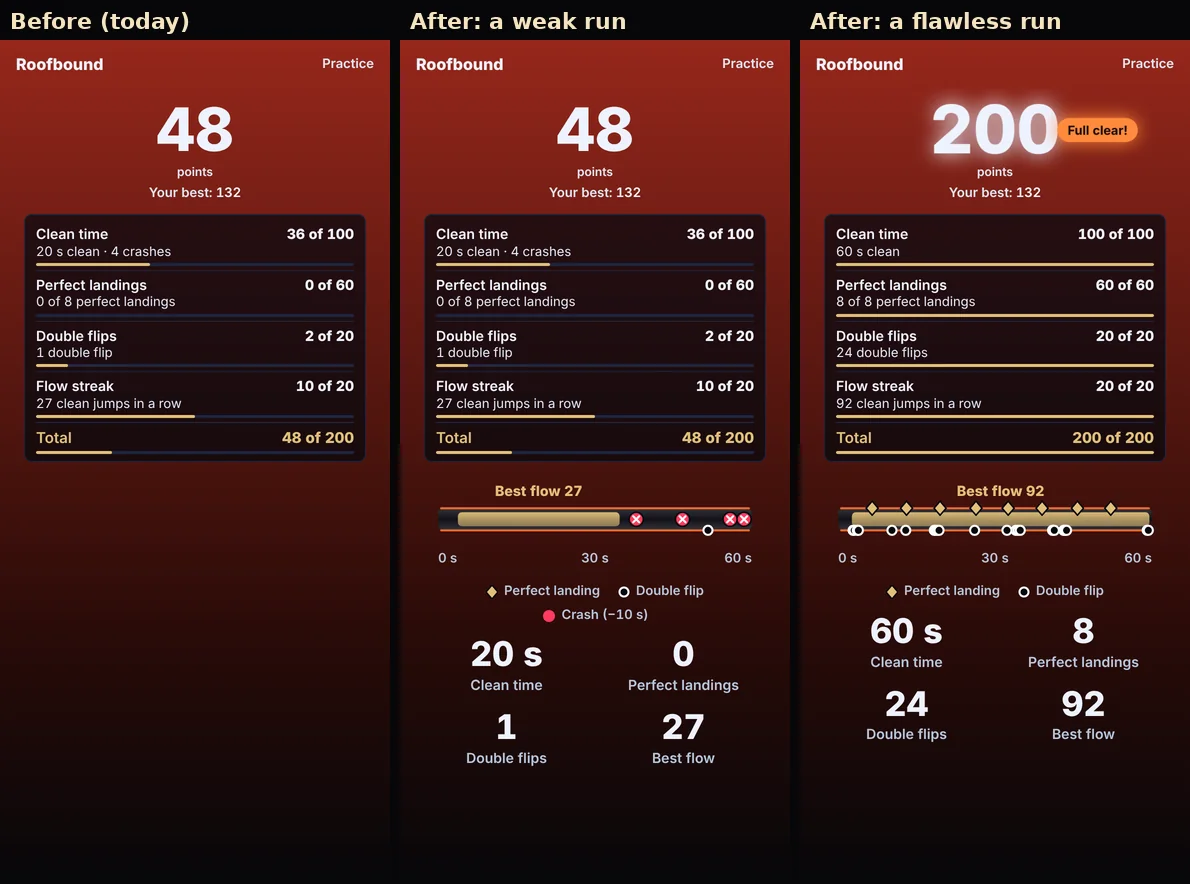 Before (today)
Roofbound
Practice
48
points
Your best: 132
Clean time
36 of 100
20 s clean · 4 crashes
Perfect landings
0 of 60
0 of 8 perfect landings
Double flips
2 of 20
1 double flip
Flow streak
10 of 20
27 clean jumps in a row
Total
48 of 200
After: a weak run
Roofbound
Practice
48
points
Your best: 132
Clean time
36 of 100
20 s clean · 4 crashes
Perfect landings
0 of 60
0 of 8 perfect landings
Double flips
2 of 20
1 double flip
Flow streak
10 of 20
27 clean jumps in a row
Total
48 of 200
Best flow 27
0 s
30 s
60 s
Perfect landing
Double flip
Crash (−10 s)
20 s
Clean time
0
Perfect landings
1
Double flips
27
Best flow
After: a flawless run
Roofbound
Practice
200
Full clear!
points
Your best: 132
Clean time
100 of 100
60 s clean
Perfect landings
60 of 60
8 of 8 perfect landings
Double flips
20 of 20
24 double flips
Flow streak
20 of 20
92 clean jumps in a row
Total
200 of 200
Best flow 92
0 s
30 s
60 s
Perfect landing
Double flip
60 s
Clean time
8
Perfect landings
24
Double flips
92
Best flow